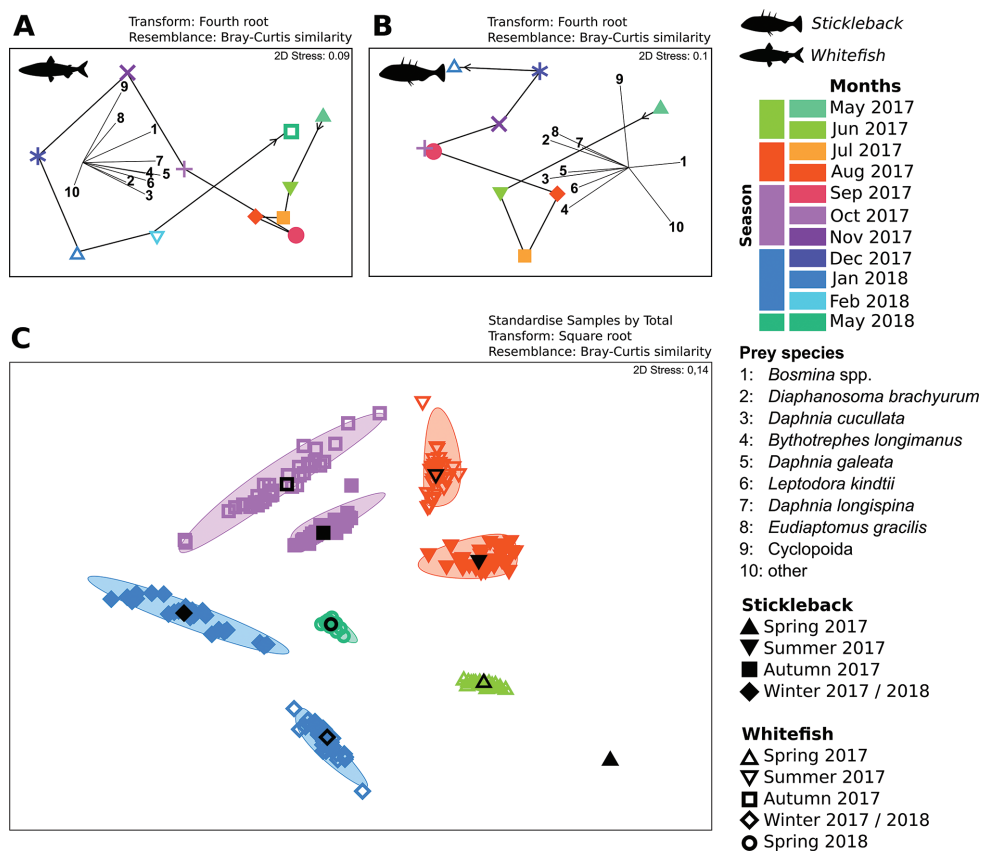 A
Transform: Fourth root
Resemblance: Bray-Curtis similarity
2D Stress: 0.09
9
8
1
7
4
5
2
6
3
10
B
Transform: Fourth root
Resemblance: Bray-Curtis similarity
2D Stress: 0.1
9
8
2
7
1
5
3
6
4
10
C
Standardise Samples by Total
Transform: Square root
Resemblance: Bray-Curtis similarity
2D Stress: 0,14
Stickleback
Whitefish
Months
Season
May 2017
Jun 2017
Jul 2017
Aug 2017
Sep 2017
Oct 2017
Nov 2017
Dec 2017
Jan 2018
Feb 2018
May 2018
Prey species
1: Bosmina spp.
2: Diaphanosoma brachyurum
3: Daphnia cucullata
4: Bythotrephes longimanus
5: Daphnia galeata
6: Leptodora kindtii
7: Daphnia longispina
8: Eudiaptomus gracilis
9: Cyclopoida
10: other
Stickleback
Spring 2017
Summer 2017
Autumn 2017
Winter 2017 / 2018
Whitefish
Spring 2017
Summer 2017
Autumn 2017
Winter 2017 / 2018
Spring 2018